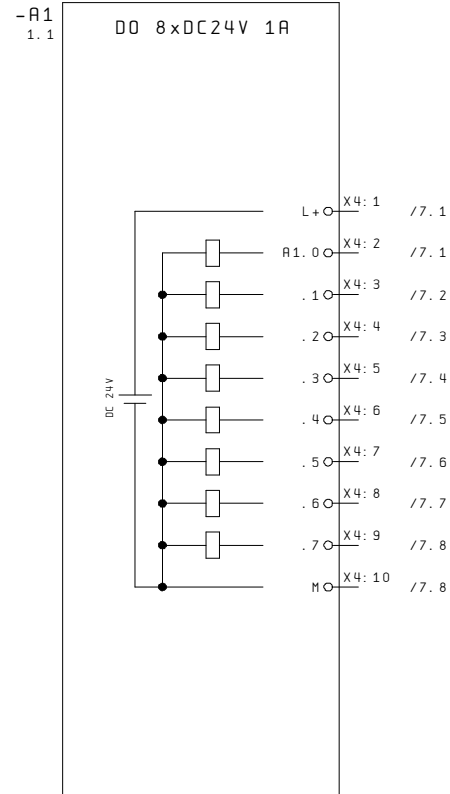 -A1
1.1
DO 8xDC24V 1A
L+ X4:1 /7.1
A1.0 X4:2 /7.1
.1 X4:3 /7.2
.2 X4:4 /7.3
.3 X4:5 /7.4
DC 24V
.4 X4:6 /7.5
.5 X4:7 /7.6
.6 X4:8 /7.7
.7 X4:9 /7.8
M X4:10 /7.8